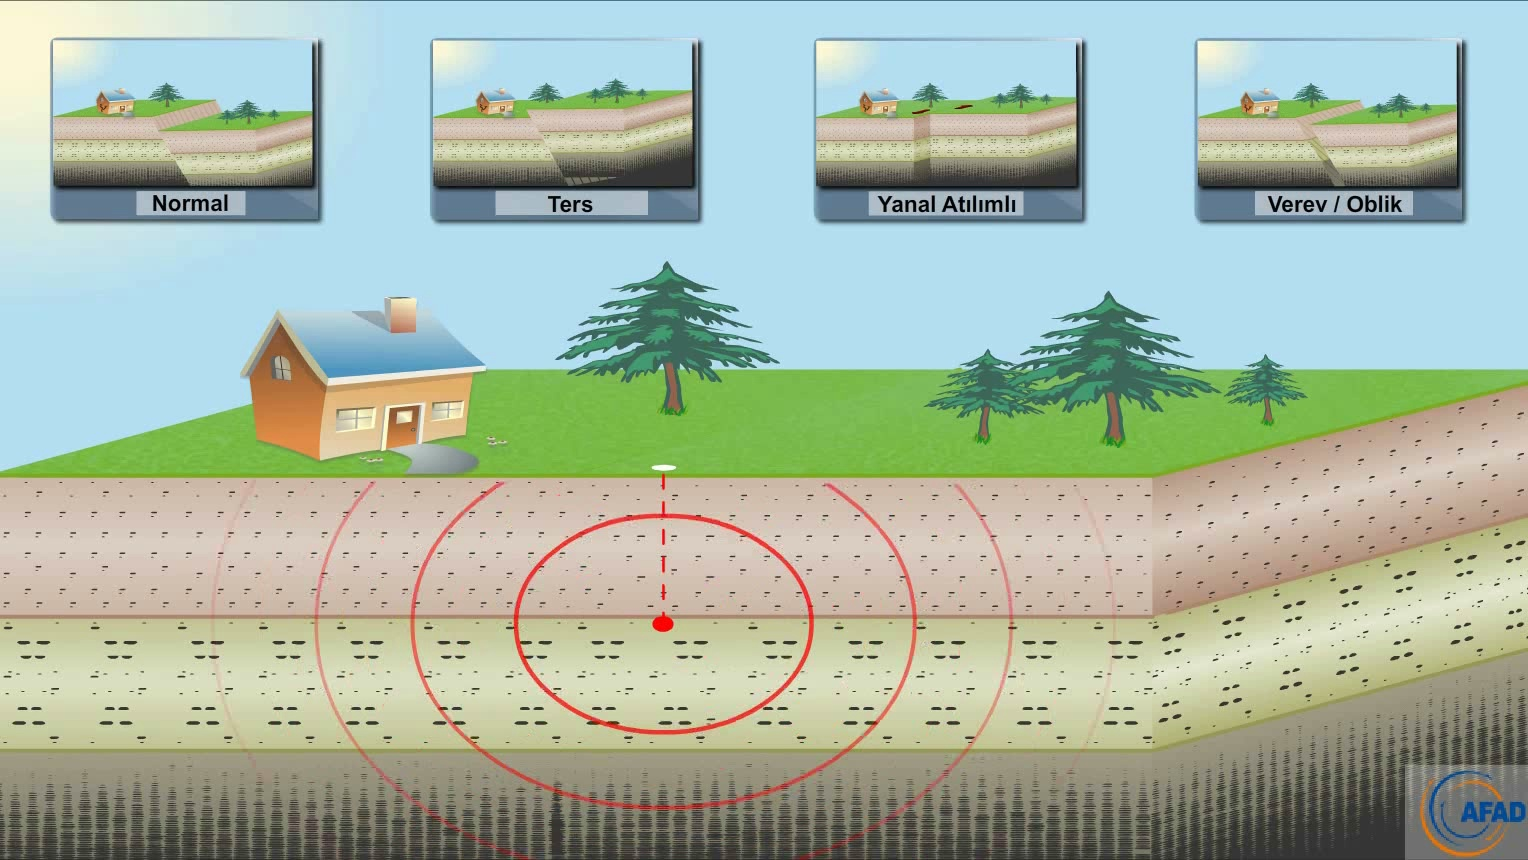 Normal
Ters
Yanal Atılımlı
Verev / Oblik
AFAD